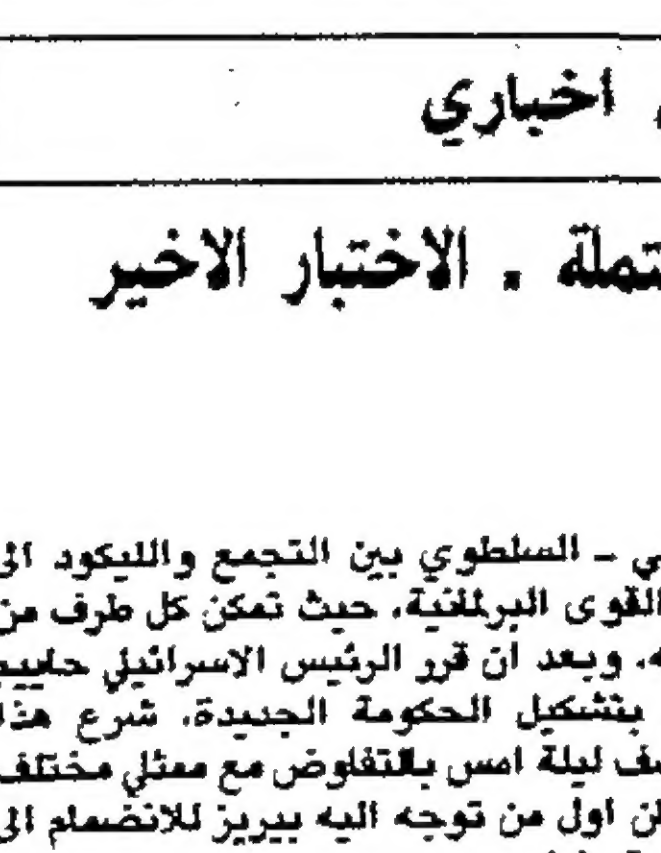 اخباري
تملة . الاختبار الاخير
ي - السلطوي بين التجمع والليكود الى
القوى البرلمانية، حيث تمكن كل طرف من
ه. وبعد ان قرر الرئيس الاسرائيلي حاييم
بتشكيل الحكومة الجديدة، شرع هذا
ف ليلة امس بالتفاوض مع ممثلي مختلف
ن اول من توجه اليه بيريز للانضمام الى